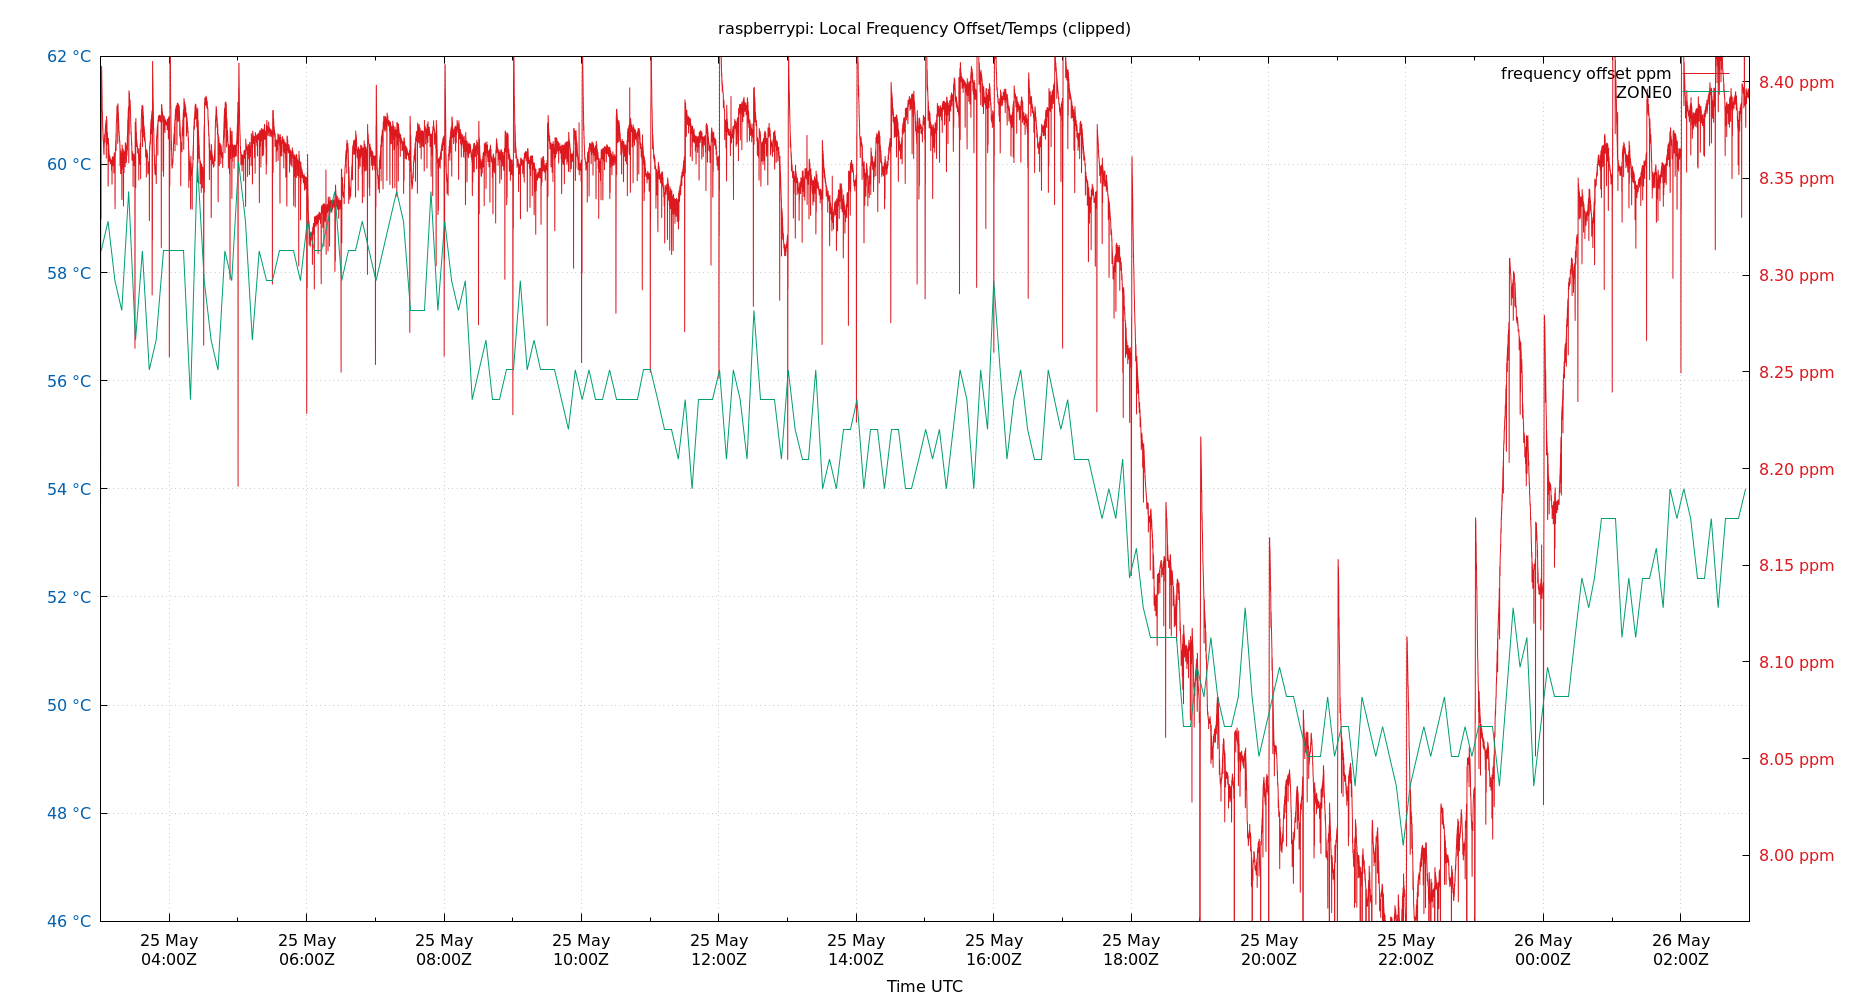 raspberrypi: Local Frequency Offset/Temps (clipped)
62 °C
60 °C
58 °C
56 °C
54 °C
52 °C
50 °C
48 °C
46 °C
frequency offset ppm
ZONE0
8.40 ppm
8.35 ppm
8.30 ppm
8.25 ppm
8.20 ppm
8.15 ppm
8.10 ppm
8.05 ppm
8.00 ppm
25 May 25 May 25 May 25 May 25 May 25 May 25 May 25 May 25 May 25 May 26 May 26 May
04:00Z 06:00Z 08:00Z 10:00Z 12:00Z 14:00Z 16:00Z 18:00Z 20:00Z 22:00Z 00:00Z 02:00Z
Time UTC